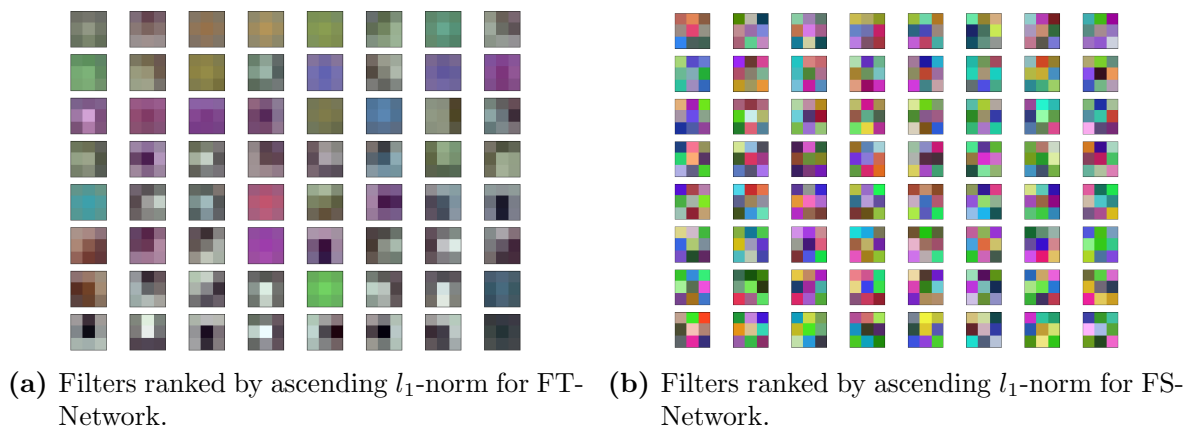 (a) Filters ranked by ascending l₁-norm for FT-
Network.
(b) Filters ranked by ascending l₁-norm for FS-
Network.